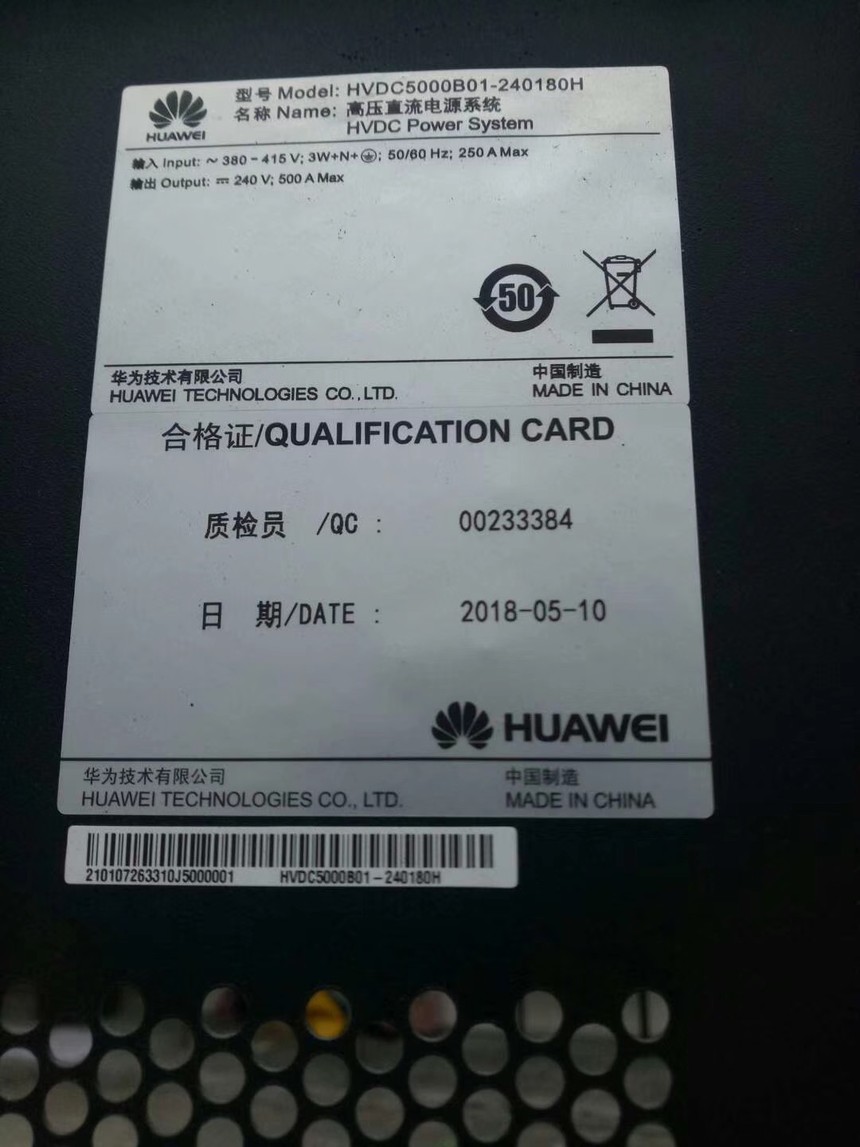 HUAWEI
型号 Model: HVDC5000B01-240180H
名称 Name: 高压直流电源系统
HVDC Power System
输入 Input: ~ 380-415 V; 3W+N+⏚; 50/60 Hz; 250 A Max
输出 Output: ⎓ 240 V; 500 A Max
50
华为技术有限公司 中国制造
HUAWEI TECHNOLOGIES CO.,LTD. MADE IN CHINA
合格证/QUALIFICATION CARD
质检员 /QC : 00233384
日 期/DATE : 2018-05-10
HUAWEI
华为技术有限公司 中国制造
HUAWEI TECHNOLOGIES CO., LTD. MADE IN CHINA
210107263310J5000001 HVDC5000B01-240180H